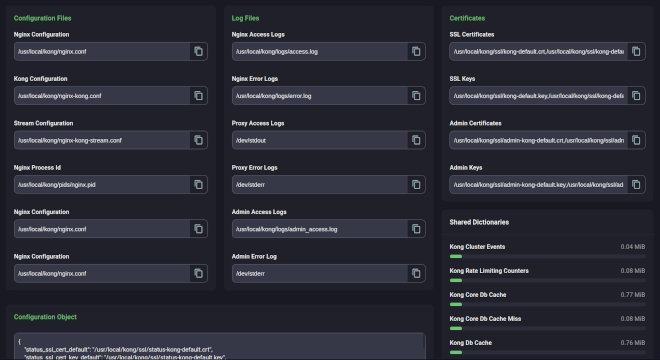 Configuration Files
Nginx Configuration
/usr/local/kong/nginx.conf
Kong Configuration
/usr/local/kong/nginx-kong.conf
Stream Configuration
/usr/local/kong/nginx-kong-stream.conf
Nginx Process Id
/usr/local/kong/pids/nginx.pid
Nginx Configuration
/usr/local/kong/nginx.conf
Nginx Configuration
/usr/local/kong/nginx.conf
Configuration Object
{
"status_ssl_cert_default": "/usr/local/kong/ssl/status-kong-default.crt",
"status_ssl_cert_key_default": "/usr/local/kong/ssl/status-kong-default.key",
Log Files
Nginx Access Logs
/usr/local/kong/logs/access.log
Nginx Error Logs
/usr/local/kong/logs/error.log
Proxy Access Logs
/dev/stdout
Proxy Error Logs
/dev/stderr
Admin Access Logs
/usr/local/kong/logs/admin_access.log
Admin Error Log
/dev/stderr
Certificates
SSL Certificates
/usr/local/kong/ssl/kong-default.crt,/usr/local/kong/ssl/kong-defau
SSL Keys
/usr/local/kong/ssl/kong-default.key,/usr/local/kong/ssl/kong-defa
Admin Certificates
/usr/local/kong/ssl/admin-kong-default.crt,/usr/local/kong/ssl/adn
Admin Keys
/usr/local/kong/ssl/admin-kong-default.key,/usr/local/kong/ssl/ad
Shared Dictionaries
Kong Cluster Events 0.04 MiB
Kong Rate Limiting Counters 0.08 MiB
Kong Core Db Cache 0.77 MiB
Kong Core Db Cache Miss 0.08 MiB
Kong Db Cache 0.76 MiB